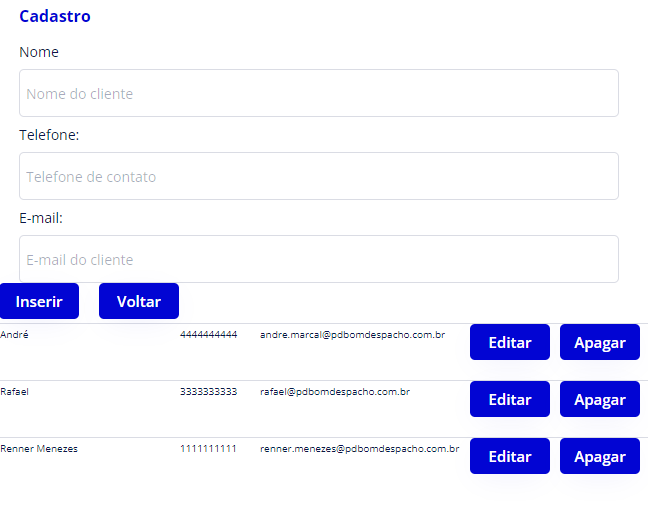 Cadastro
Nome
Nome do cliente
Telefone:
Telefone de contato
E-mail:
E-mail do cliente
Inserir Voltar
André 4444444444 andre.marcal@pdbomdespacho.com.br Editar Apagar
Rafael 3333333333 rafael@pdbomdespacho.com.br Editar Apagar
Renner Menezes 1111111111 renner.menezes@pdbomdespacho.com.br Editar Apagar